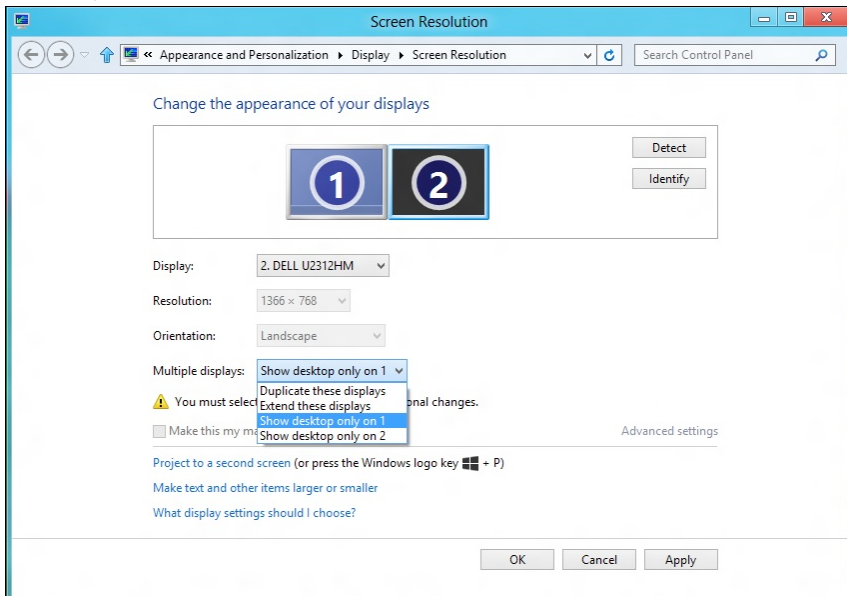 Screen Resolution
« Appearance and Personalization Display Screen Resolution
Search Control Panel
Change the appearance of your displays
1 2
Detect
Identify
Display: 2. DELL U2312HM
Resolution: 1366 × 768
Orientation: Landscape
Multiple displays: Show desktop only on 1
Duplicate these displays
You must select changes.
Extend these displays
Show desktop only on 1
Make this my
Show desktop only on 2
Advanced settings
Project to a second screen (or press the Windows logo key + P)
Make text and other items larger or smaller
What display settings should I choose?
OK Cancel Apply